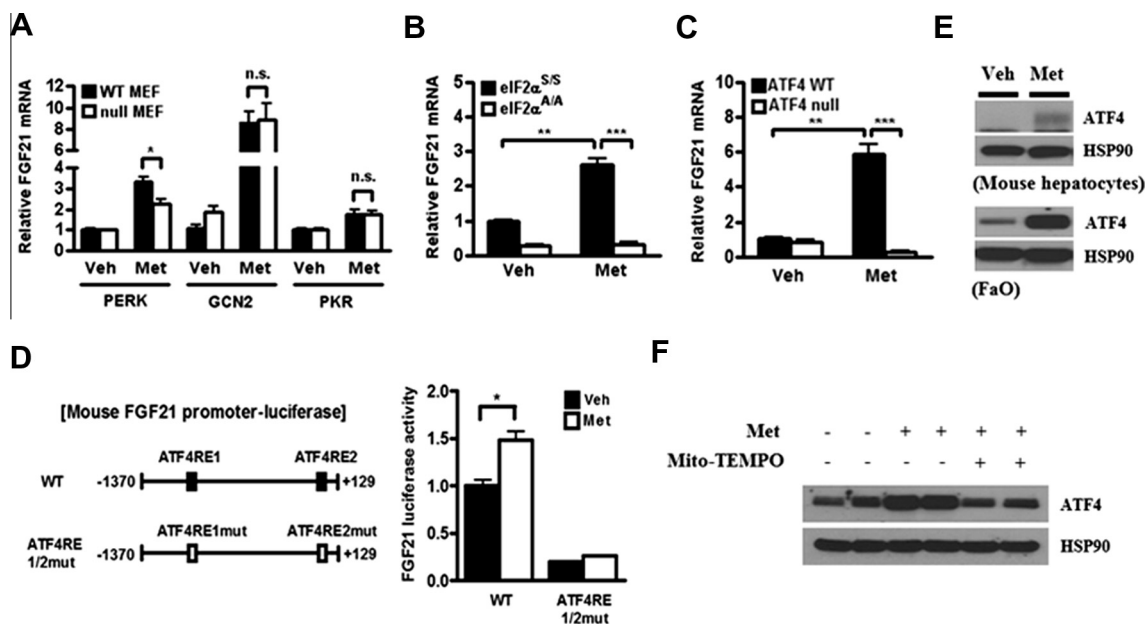 A
Relative FGF21 mRNA
12
10
8
6
4
3
2
1
0
WT MEF
null MEF
n.s.
*
n.s.
Veh Met Veh Met Veh Met
PERK GCN2 PKR
B
Relative FGF21 mRNA
5
4
3
2
1
0
eIF2α S/S
eIF2α A/A
** ***
Veh Met
C
Relative FGF21 mRNA
10
8
6
4
2
0
ATF4 WT
ATF4 null
** ***
Veh Met
E
Veh Met
ATF4
HSP90
(Mouse hepatocytes)
ATF4
HSP90
(FaO)
D
[Mouse FGF21 promoter-luciferase]
ATF4RE1 ATF4RE2
WT -1370 +129
ATF4RE1mut ATF4RE2mut
ATF4RE
1/2mut
-1370 +129
FGF21 luciferase activity
2.0
1.5
1.0
0.5
0.0
Veh
Met
*
WT ATF4RE
1/2mut
F
Met - - + + + +
Mito-TEMPO - - - - + +
ATF4
HSP90